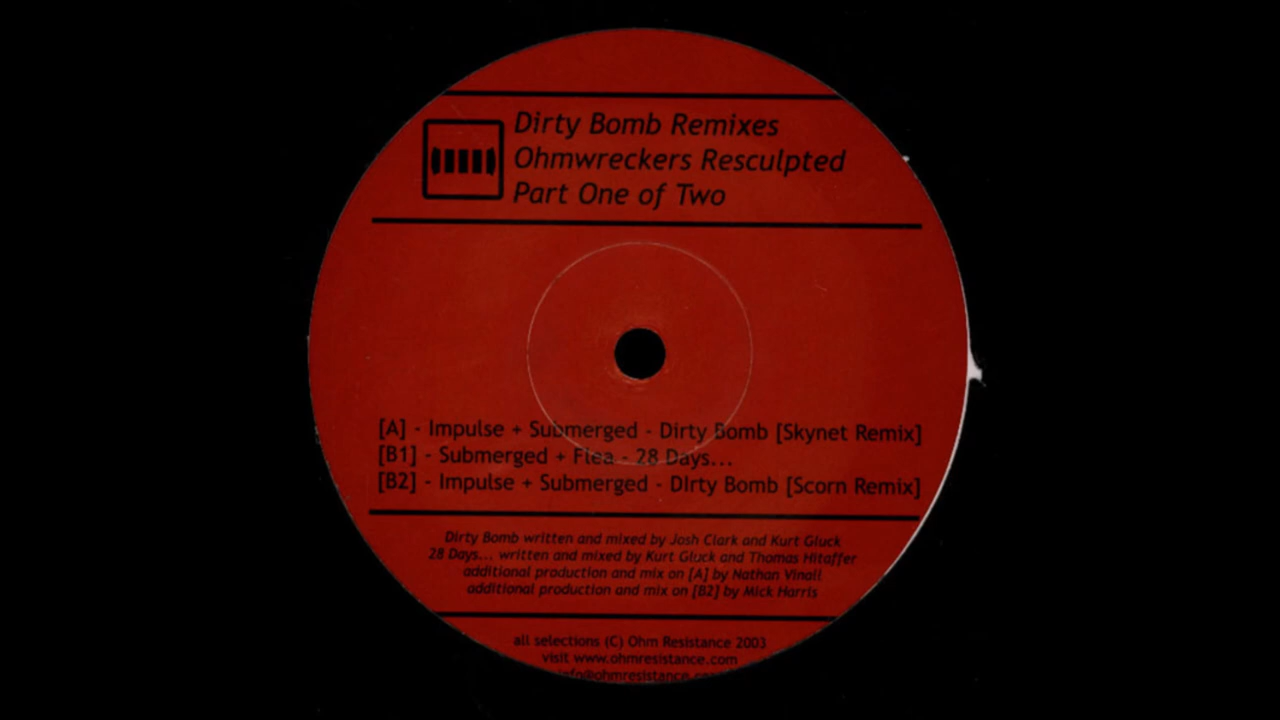 Dirty Bomb Remixes
Ohmwreckers Resculpted
Part One of Two
[A] - Impulse + Submerged - Dirty Bomb [Skynet Remix]
[B1] - Submerged + Flea - 28 Days...
[B2] - Impulse + Submerged - DIrty Bomb [Scorn Remix]
Dirty Bomb written and mixed by Josh Clark and Kurt Gluck
28 Days... written and mixed by Kurt Gluck and Thomas Hitaffer
additional production and mix on [A] by Nathan Vinall
additional production and mix on [B2] by Mick Harris
all selections (C) Ohm Resistance 2003
visit www.ohmresistance.com
info@ohmresistance.com